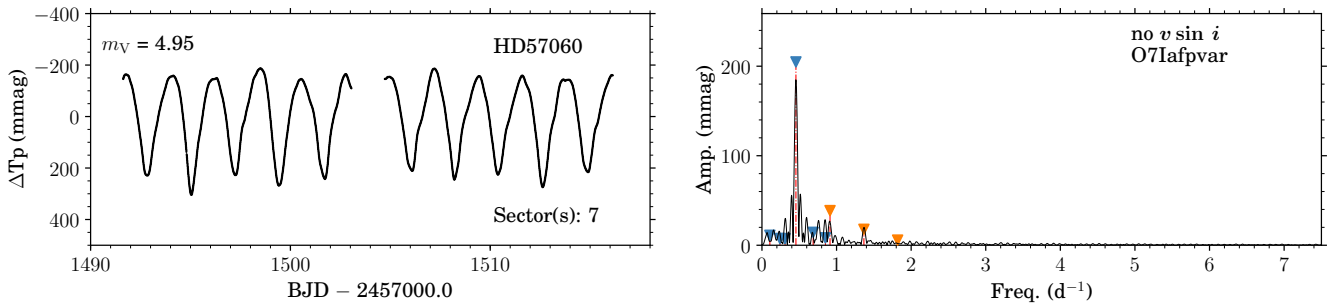 −400
−200
0
200
400
ΔTp (mmag)
m_V = 4.95
HD57060
Sector(s): 7
1490
1500
1510
BJD − 2457000.0
200
100
0
Amp. (mmag)
no v sin i
O7Iafpvar
0
1
2
3
4
5
6
7
Freq. (d⁻¹)